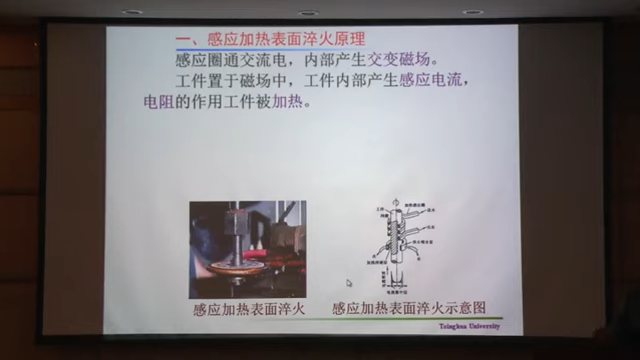 一、感应加热表面淬火原理
感应圈通交流电，内部产生交变磁场。
工件置于磁场中，工件内部产生感应电流，
电阻的作用工件被加热。
感应加热表面淬火
感应加热表面淬火示意图
Tsinghua University